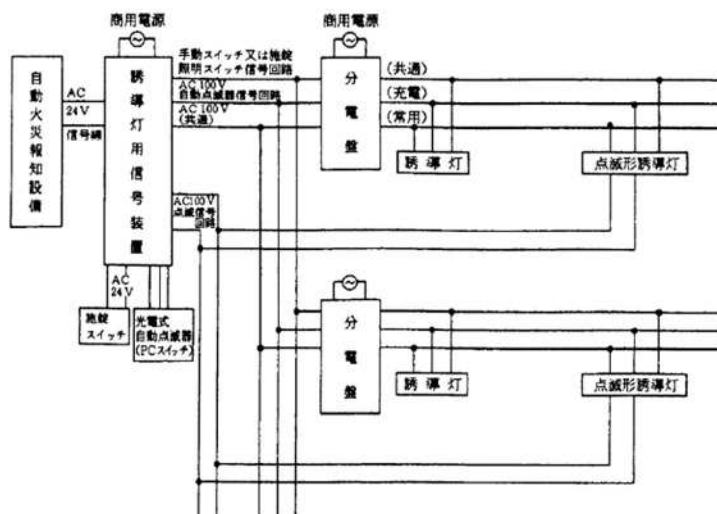 商用電源
商用電源
自動火災報知設備
AC
24V
信号線
誘導灯用信号装置
手動スイッチ又は施錠
照明スイッチ信号回路
AC 100V
自動点滅器信号回路
AC 100V
(共通)
AC100V
点滅信号
回路
分電盤
(共通)
(充電)
(常用)
誘導灯
点滅形誘導灯
AC
24V
施錠
スイッチ
光電式
自動点滅器
(PCスイッチ)
分電盤
誘導灯
点滅形誘導灯